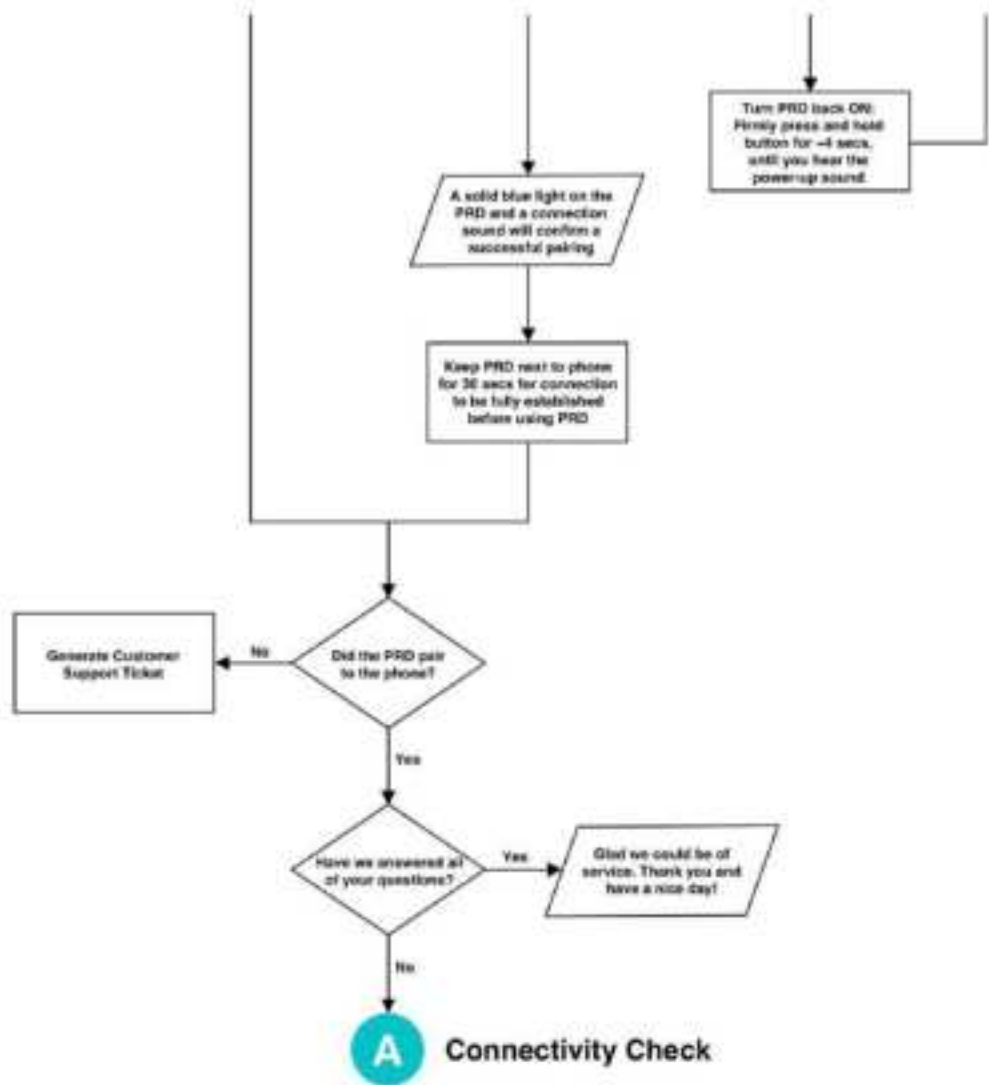 Turn PRD back ON:
Firmly press and hold
button for ~4 secs,
until you hear the
power-up sound
A solid blue light on the
PRD and a connection
sound will confirm a
successful pairing
Keep PRD next to phone
for 30 secs for connection
to be fully established
before using PRD
Generate Customer
Support Ticket
No
Did the PRD pair
to the phone?
Yes
Have we answered all
of your questions?
Yes
Glad we could be of
service. Thank you and
have a nice day!
No
A
Connectivity Check